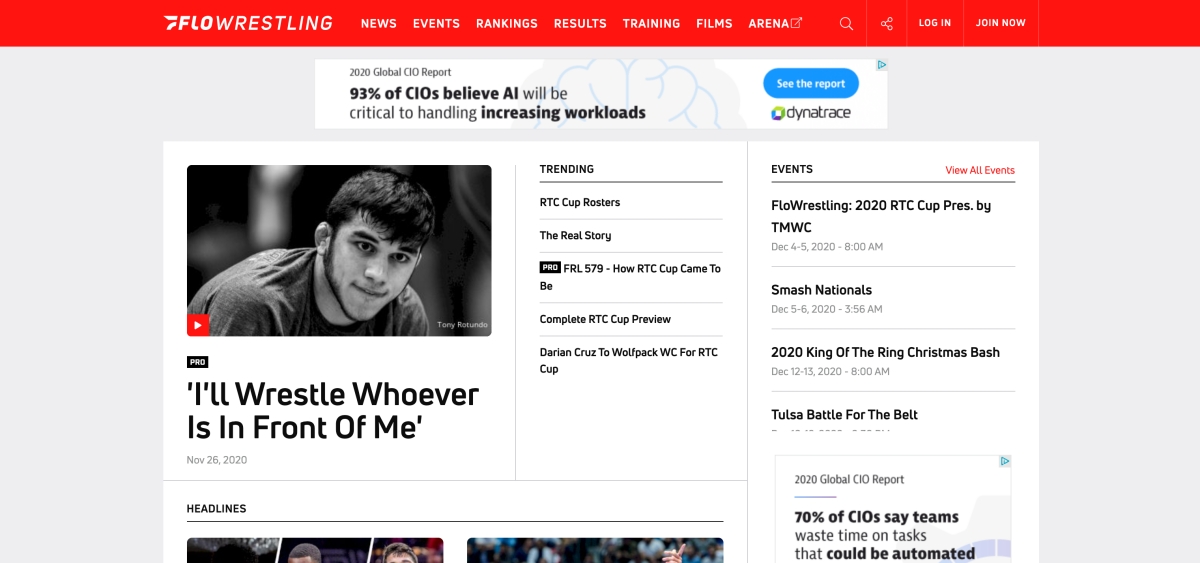 FLOWRESTLING
NEWS
EVENTS
RANKINGS
RESULTS
TRAINING
FILMS
ARENA
LOG IN
JOIN NOW
2020 Global CIO Report
93% of CIOs believe AI will be
critical to handling increasing workloads
See the report
dynatrace
Tony Rotundo
PRO
'I'll Wrestle Whoever
Is In Front Of Me'
Nov 26, 2020
TRENDING
RTC Cup Rosters
The Real Story
PRO FRL 579 - How RTC Cup Came To
Be
Complete RTC Cup Preview
Darian Cruz To Wolfpack WC For RTC
Cup
EVENTS
View All Events
FloWrestling: 2020 RTC Cup Pres. by
TMWC
Dec 4-5, 2020 - 8:00 AM
Smash Nationals
Dec 5-6, 2020 - 3:56 AM
2020 King Of The Ring Christmas Bash
Dec 12-13, 2020 - 8:00 AM
Tulsa Battle For The Belt
2020 Global CIO Report
70% of CIOs say teams
waste time on tasks
that could be automated
HEADLINES